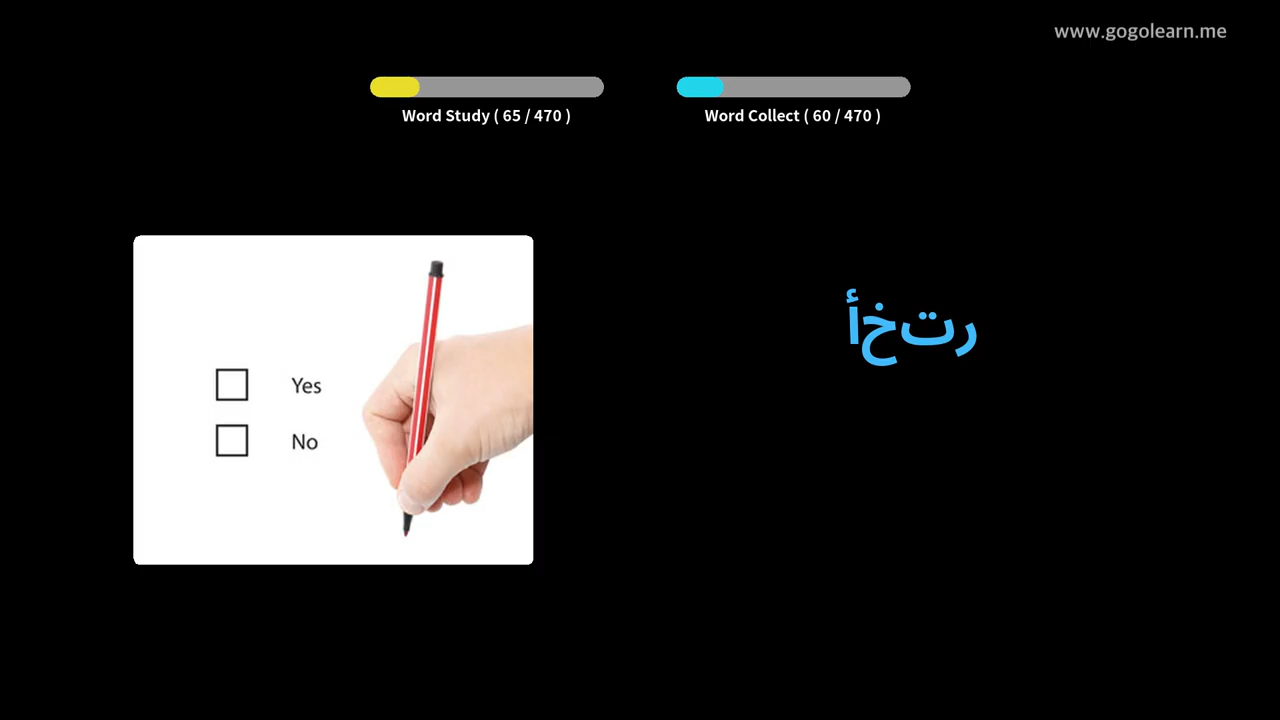 www.gogolearn.me
Word Study ( 65 / 470 )
Word Collect ( 60 / 470 )
رتخأ
Yes
No